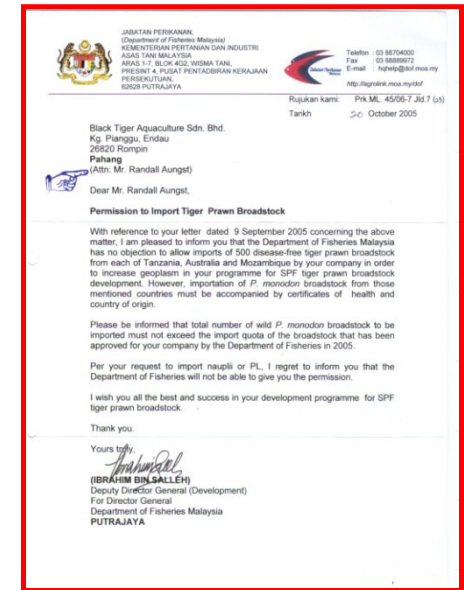 JABATAN PERIKANAN,
(Department of Fisheries Malaysia)
KEMENTERIAN PERTANIAN DAN INDUSTRI
ASAS TANI MALAYSIA
ARAS 1-7, BLOK 4G2, WISMA TANI,
PRESINT 4, PUSAT PENTADBIRAN KERAJAAN
PERSEKUTUAN,
62628 PUTRAJAYA
Telefon : 03 88704000
Fax : 03 88889972
E-mail : hqhelp@dof.moa.my
http://agrolink.moa.my/dof
Rujukan kami: Prk.ML. 45/06-7 Jld.7 (25)
Tarikh 20 October 2005
Black Tiger Aquaculture Sdn. Bhd.
Kg. Pianggu, Endau
26820 Rompin
Pahang
(Attn: Mr. Randall Aungst)
Dear Mr. Randall Aungst,
Permission to Import Tiger Prawn Broadstock
With reference to your letter dated 9 September 2005 concerning the above
matter, I am pleased to inform you that the Department of Fisheries Malaysia
has no objection to allow imports of 500 disease-free tiger prawn broadstock
from each of Tanzania, Australia and Mozambique by your company in order
to increase geoplasm in your programme for SPF tiger prawn broadstock
development. However, importation of P. monodon broadstock from those
mentioned countries must be accompanied by certificates of health and
country of origin.
Please be informed that total number of wild P. monodon broadstock to be
imported must not exceed the import quota of the broodstock that has been
approved for your company by the Department of Fisheries in 2005.
Per your request to import nauplii or PL, I regret to inform you that the
Department of Fisheries will not be able to give you the permission.
I wish you all the best and success in your development programme for SPF
tiger prawn broadstock.
Thank you.
Yours truly,
(IBRAHIM BIN SALLEH)
Deputy Director General (Development)
For Director General
Department of Fisheries Malaysia
PUTRAJAYA